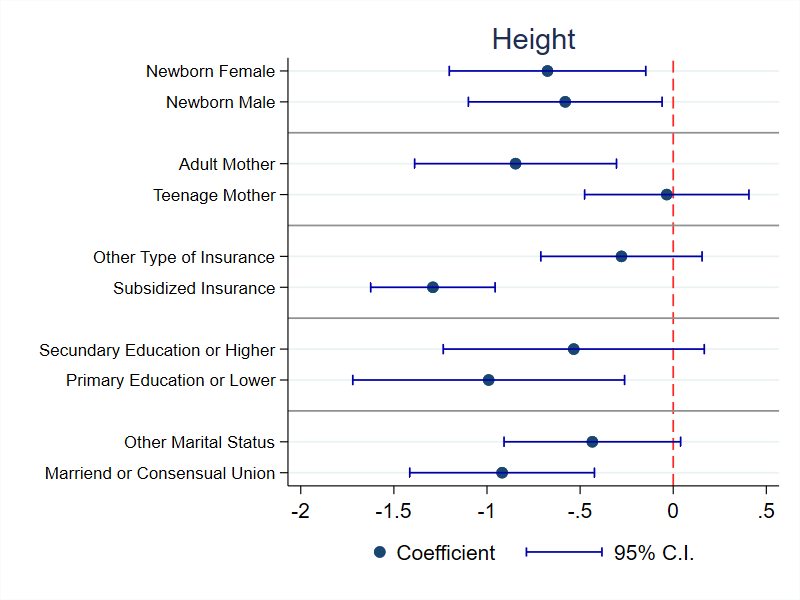 Height
Newborn Female
Newborn Male
Adult Mother
Teenage Mother
Other Type of Insurance
Subsidized Insurance
Secundary Education or Higher
Primary Education or Lower
Other Marital Status
Marriend or Consensual Union
-2 -1.5 -1 -.5 0 .5
Coefficient 95% C.I.